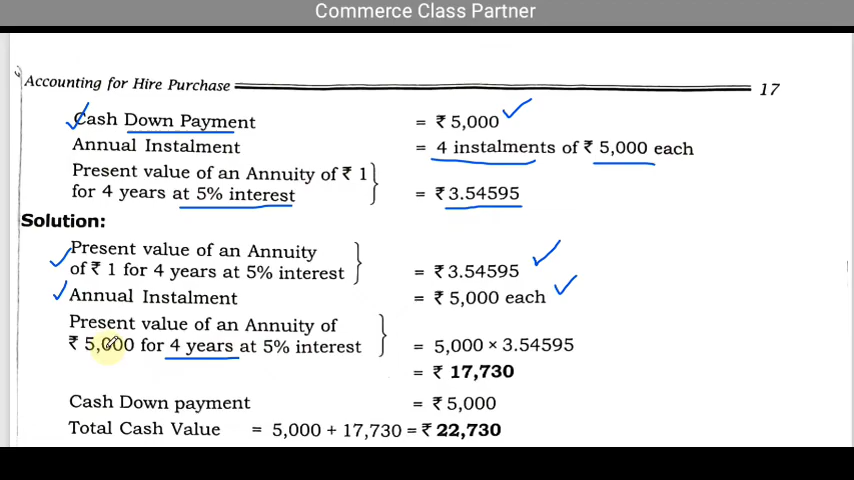 Commerce Class Partner
Accounting for Hire Purchase 17
Cash Down Payment = ₹ 5,000
Annual Instalment = 4 instalments of ₹ 5,000 each
Present value of an Annuity of ₹ 1
for 4 years at 5% interest } = ₹ 3.54595
Solution:
Present value of an Annuity
of ₹ 1 for 4 years at 5% interest } = ₹ 3.54595
Annual Instalment = ₹ 5,000 each
Present value of an Annuity of
₹ 5,000 for 4 years at 5% interest } = 5,000 × 3.54595
= ₹ 17,730
Cash Down payment = ₹ 5,000
Total Cash Value = 5,000 + 17,730 = ₹ 22,730